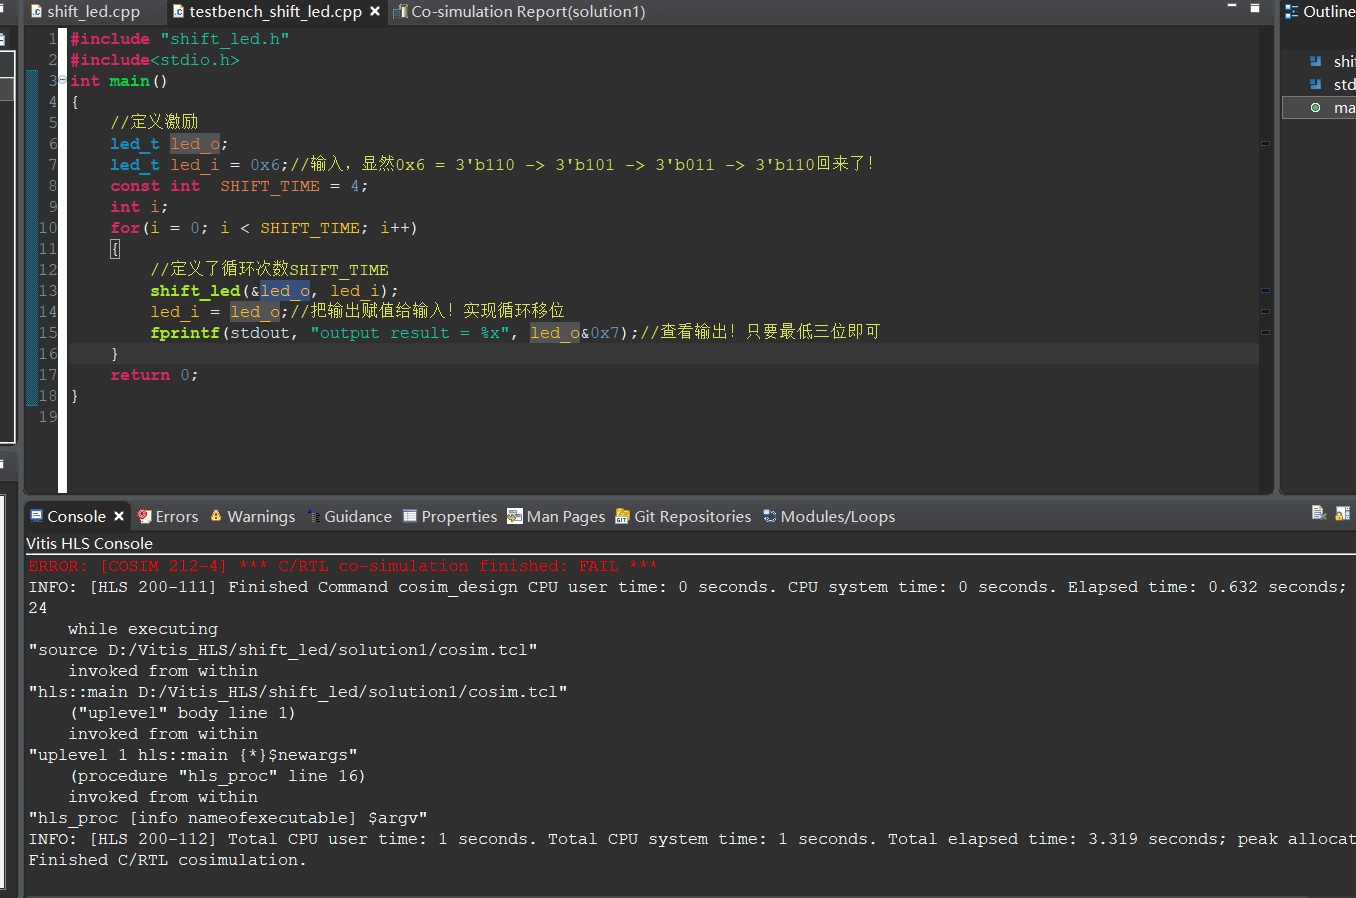 shift_led.cpp testbench_shift_led.cpp Co-simulation Report(solution1) Outline
1 #include "shift_led.h"
2 #include<stdio.h>
3 int main()
4 {
5 //定义激励
6 led_t led_o;
7 led_t led_i = 0x6;//输入, 显然0x6 = 3'b110 -> 3'b101 -> 3'b011 -> 3'b110回来了!
8 const int SHIFT_TIME = 4;
9 int i;
10 for(i = 0; i < SHIFT_TIME; i++)
11 {
12 //定义了循环次数SHIFT_TIME
13 shift_led(&led_o, led_i);
14 led_i = led_o;//把输出赋值给输入! 实现循环移位
15 fprintf(stdout, "output result = %x", led_o&0x7);//查看输出! 只要最低三位即可
16 }
17 return 0;
18 }
19
shi
std
ma
Console Errors Warnings Guidance Properties Man Pages Git Repositories Modules/Loops
Vitis HLS Console
ERROR: [COSIM 212-4] *** C/RTL co-simulation finished: FAIL ***
INFO: [HLS 200-111] Finished Command cosim_design CPU user time: 0 seconds. CPU system time: 0 seconds. Elapsed time: 0.632 seconds;
24
while executing
"source D:/Vitis_HLS/shift_led/solution1/cosim.tcl"
invoked from within
"hls::main D:/Vitis_HLS/shift_led/solution1/cosim.tcl"
("uplevel" body line 1)
invoked from within
"uplevel 1 hls::main {*}$newargs"
(procedure "hls_proc" line 16)
invoked from within
"hls_proc [info nameofexecutable] $argv"
INFO: [HLS 200-112] Total CPU user time: 1 seconds. Total CPU system time: 1 seconds. Total elapsed time: 3.319 seconds; peak allocat
Finished C/RTL cosimulation.